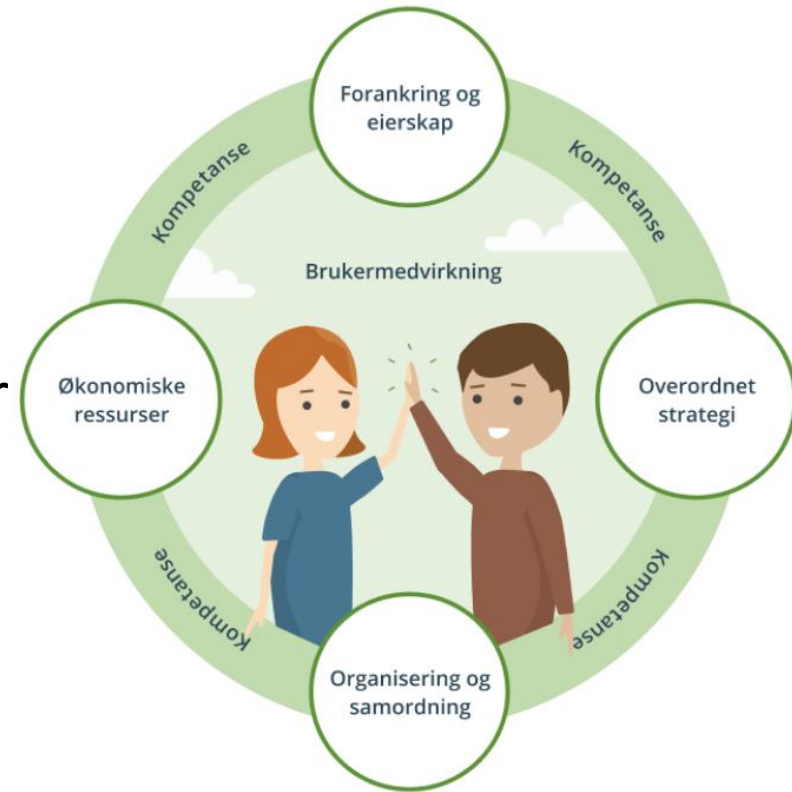 Forankring og
eierskap
Kompetanse
Kompetanse
Brukermedvirkning
r
Økonomiske
ressurser
Overordnet
strategi
Kompetanse
Kompetanse
Organisering og
samordning